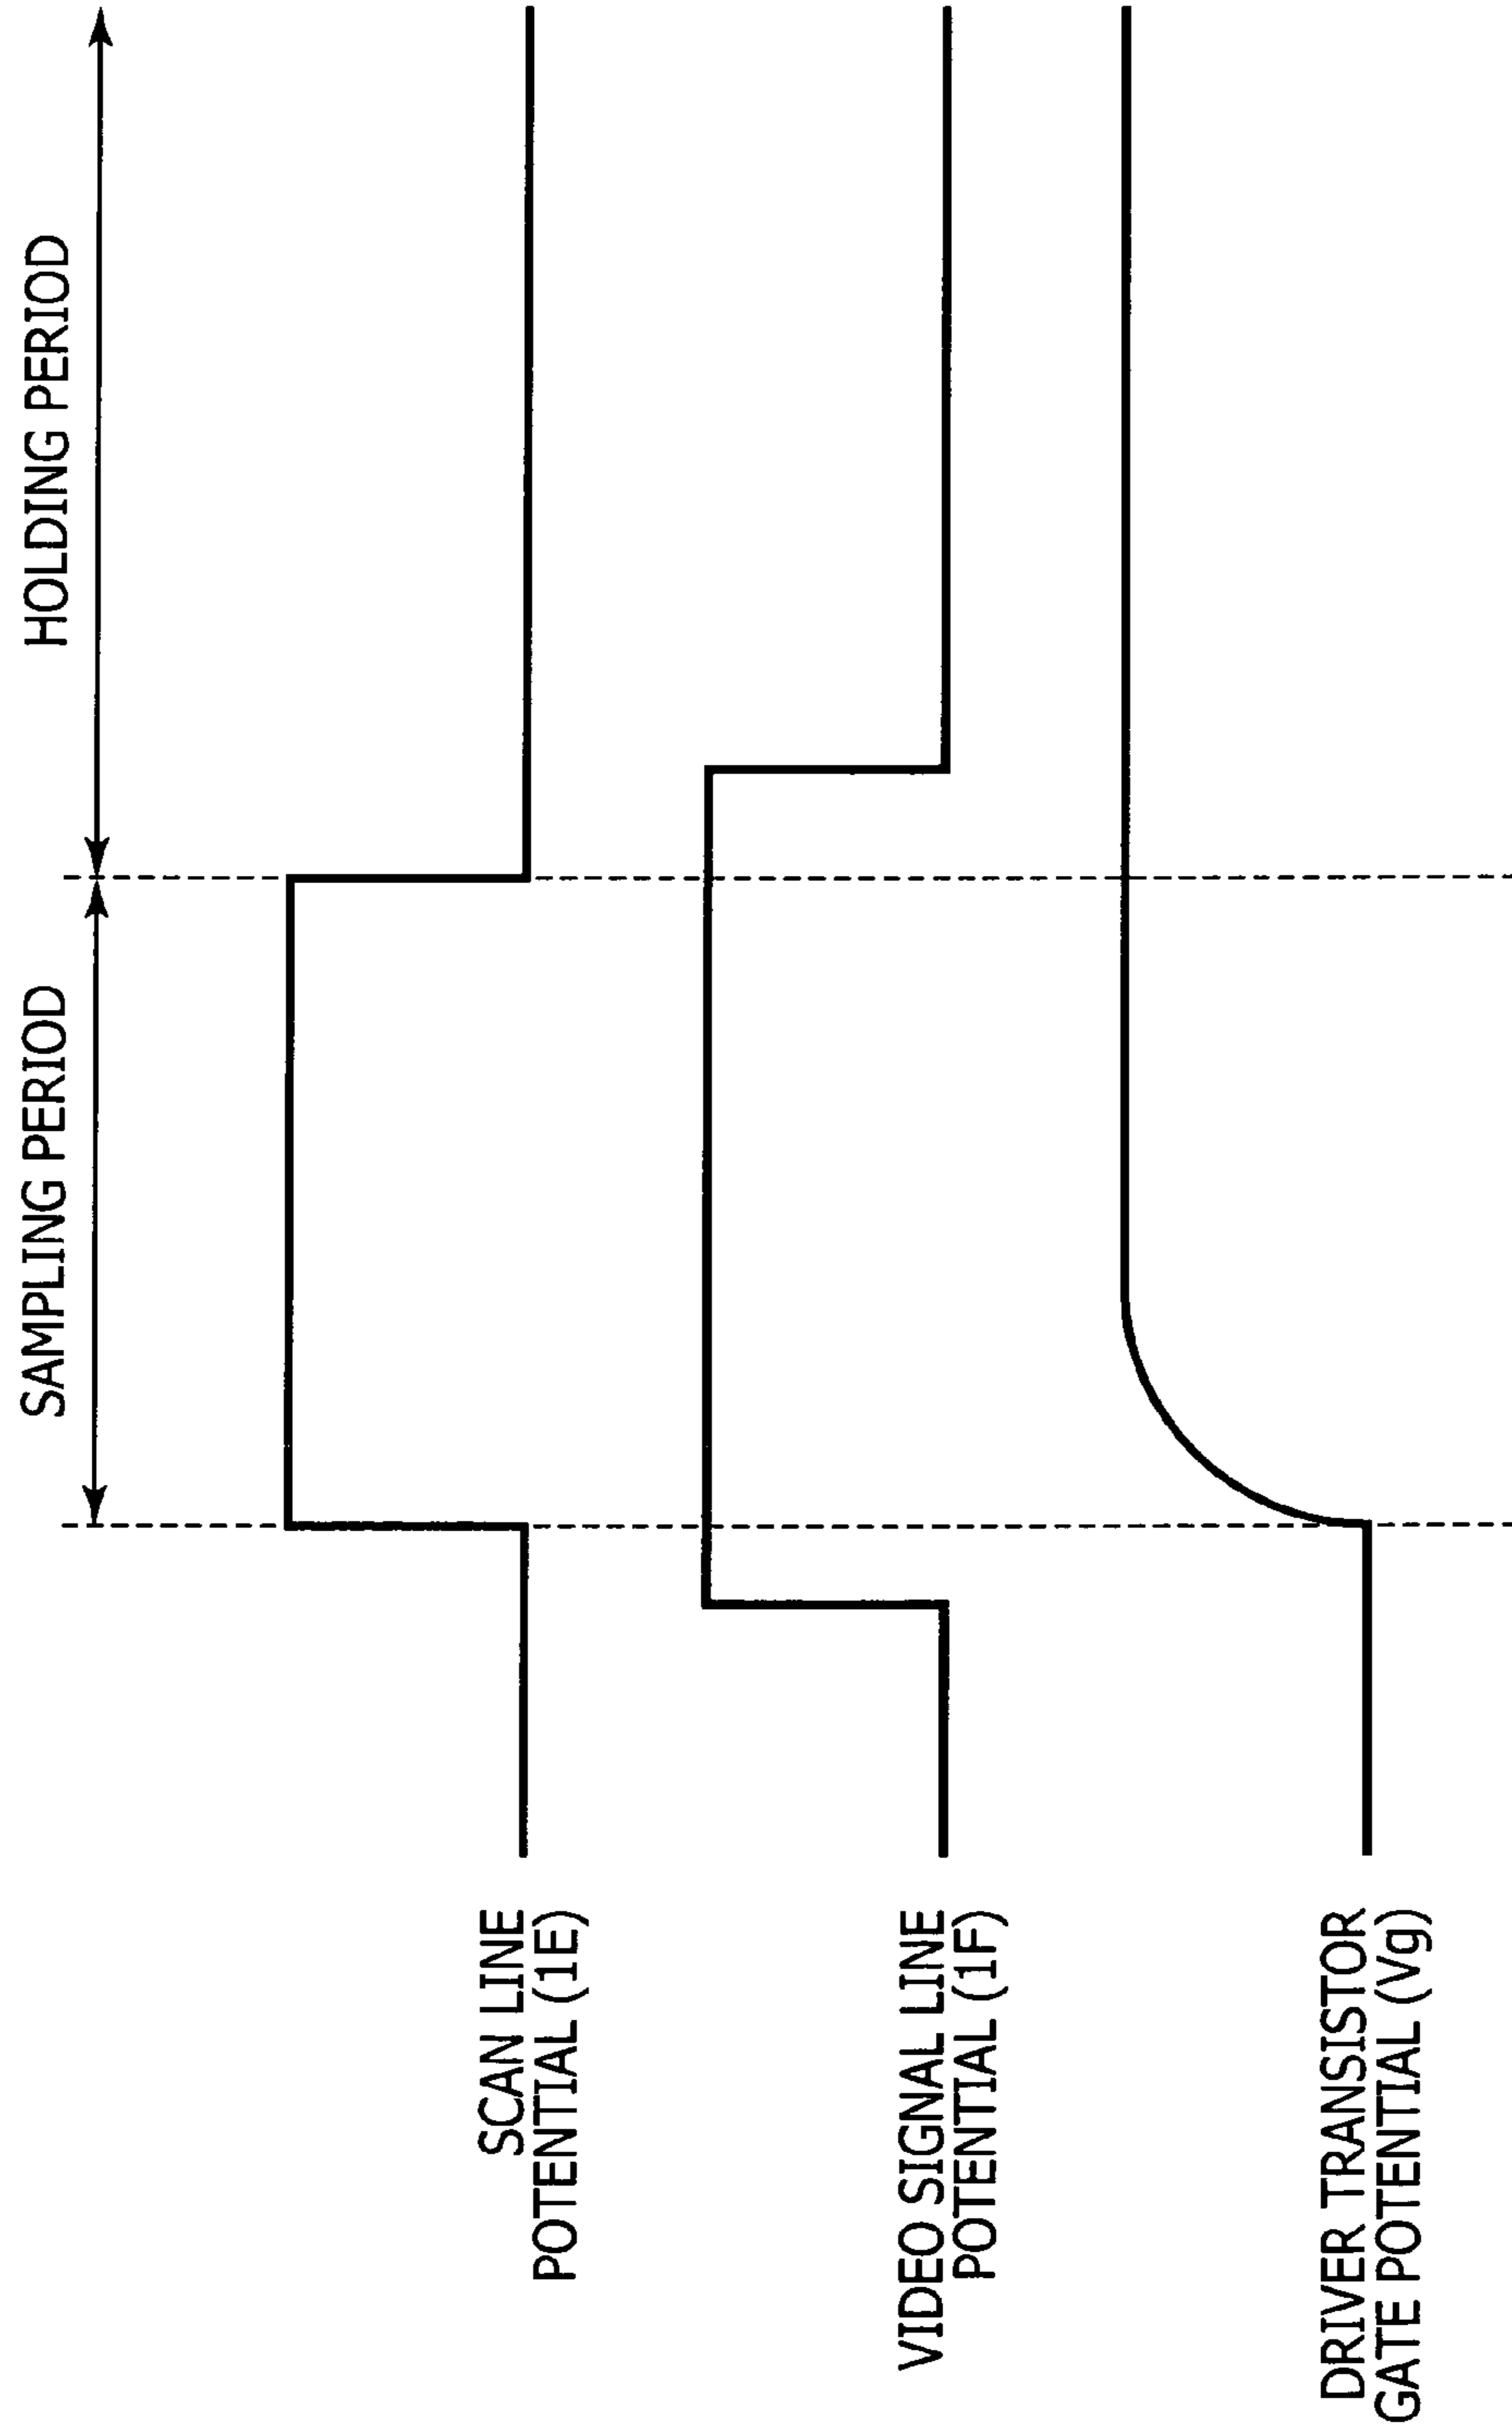 SAMPLING PERIOD
HOLDING PERIOD
SCAN LINE
POTENTIAL (1E)
VIDEO SIGNAL LINE
POTENTIAL (1F)
DRIVER TRANSISTOR
GATE POTENTIAL (Vg)